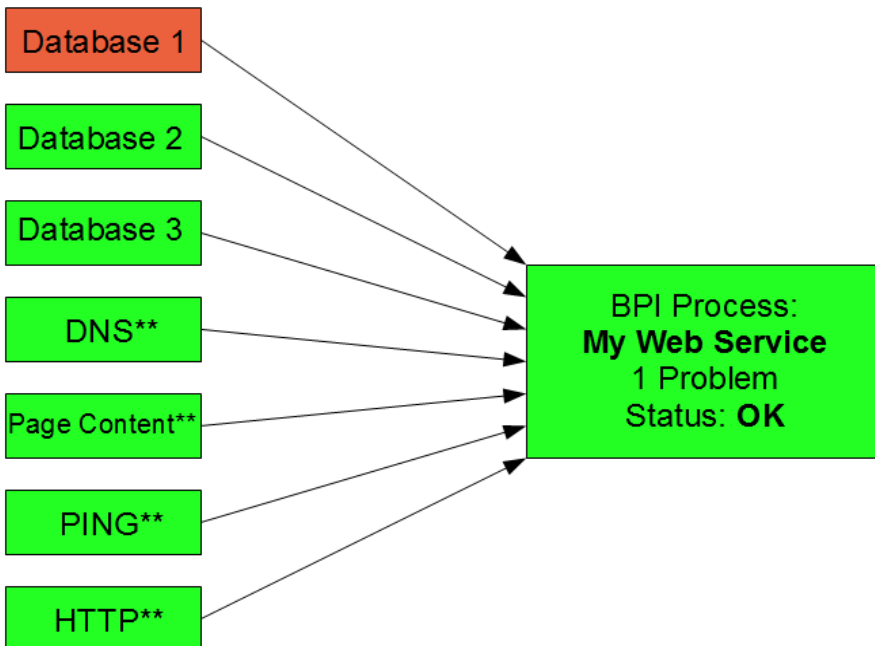 Database 1
Database 2
Database 3
DNS**
Page Content**
PING**
HTTP**
BPI Process:
My Web Service
1 Problem
Status: OK